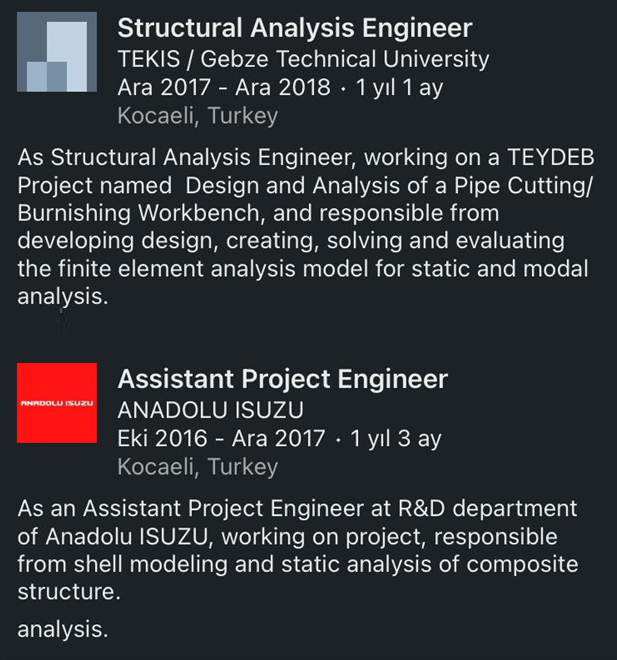 Structural Analysis Engineer
TEKIS / Gebze Technical University
Ara 2017 - Ara 2018 · 1 yıl 1 ay
Kocaeli, Turkey
As Structural Analysis Engineer, working on a TEYDEB
Project named  Design and Analysis of a Pipe Cutting/
Burnishing Workbench, and responsible from
developing design, creating, solving and evaluating
the finite element analysis model for static and modal
analysis.
Assistant Project Engineer
ANADOLU ISUZU
ANADOLU ISUZU
Eki 2016 - Ara 2017 · 1 yıl 3 ay
Kocaeli, Turkey
As an Assistant Project Engineer at R&D department
of Anadolu ISUZU, working on project, responsible
from shell modeling and static analysis of composite
structure.
analysis.